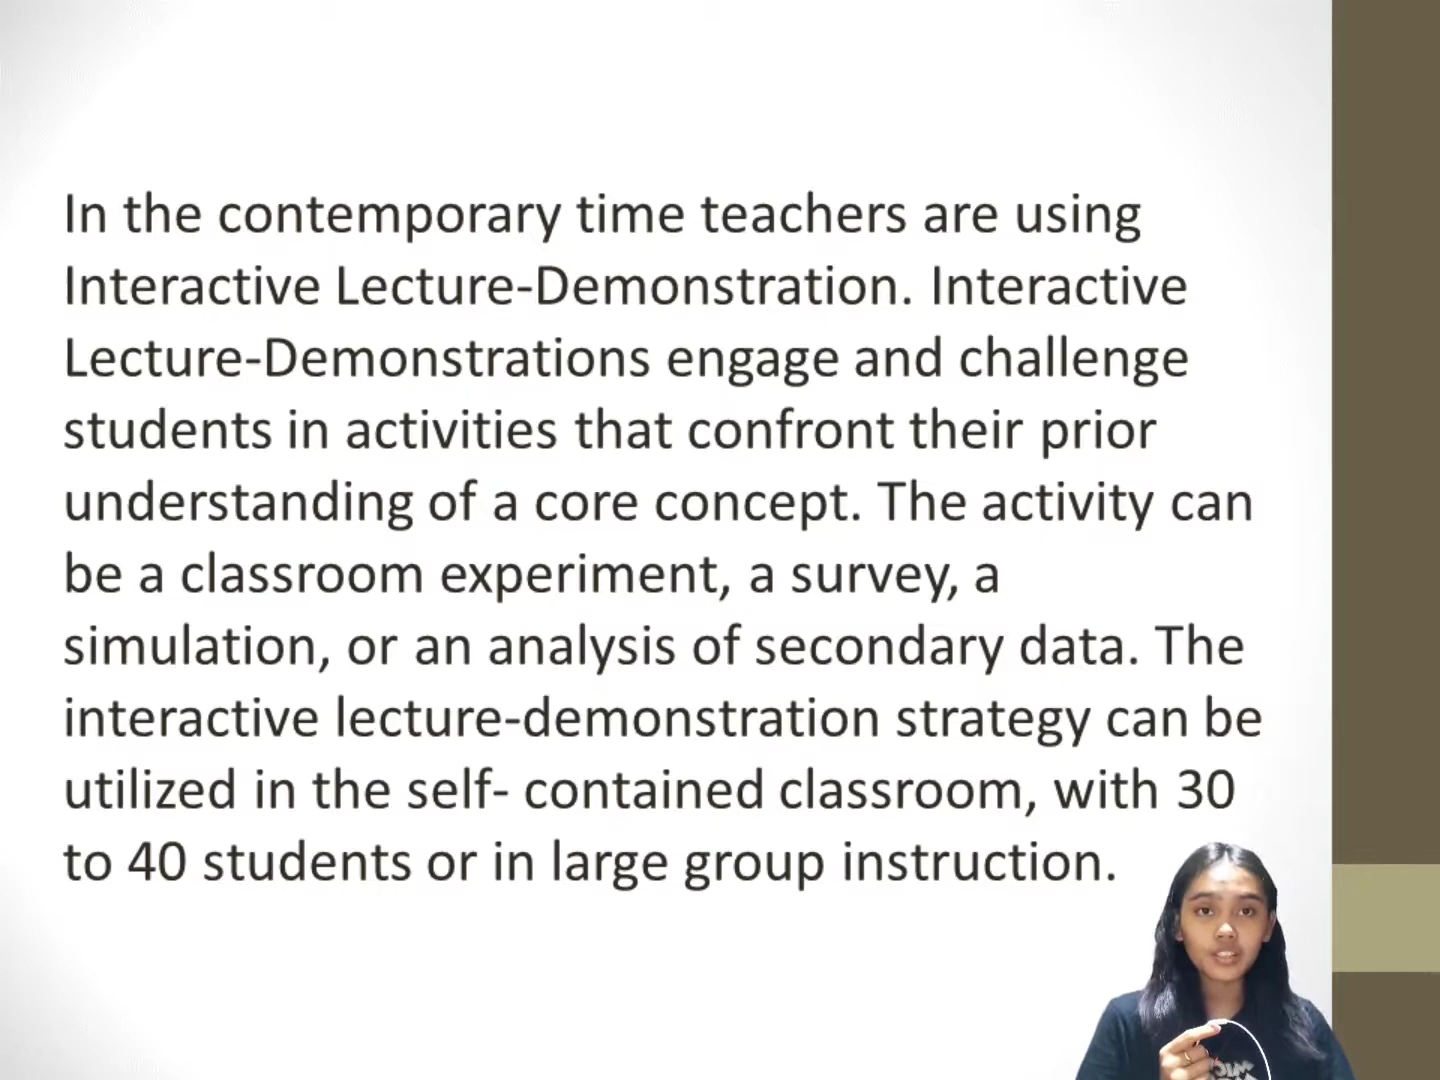 In the contemporary time teachers are using
Interactive Lecture-Demonstration. Interactive
Lecture-Demonstrations engage and challenge
students in activities that confront their prior
understanding of a core concept. The activity can
be a classroom experiment, a survey, a
simulation, or an analysis of secondary data. The
interactive lecture-demonstration strategy can be
utilized in the self- contained classroom, with 30
to 40 students or in large group instruction.